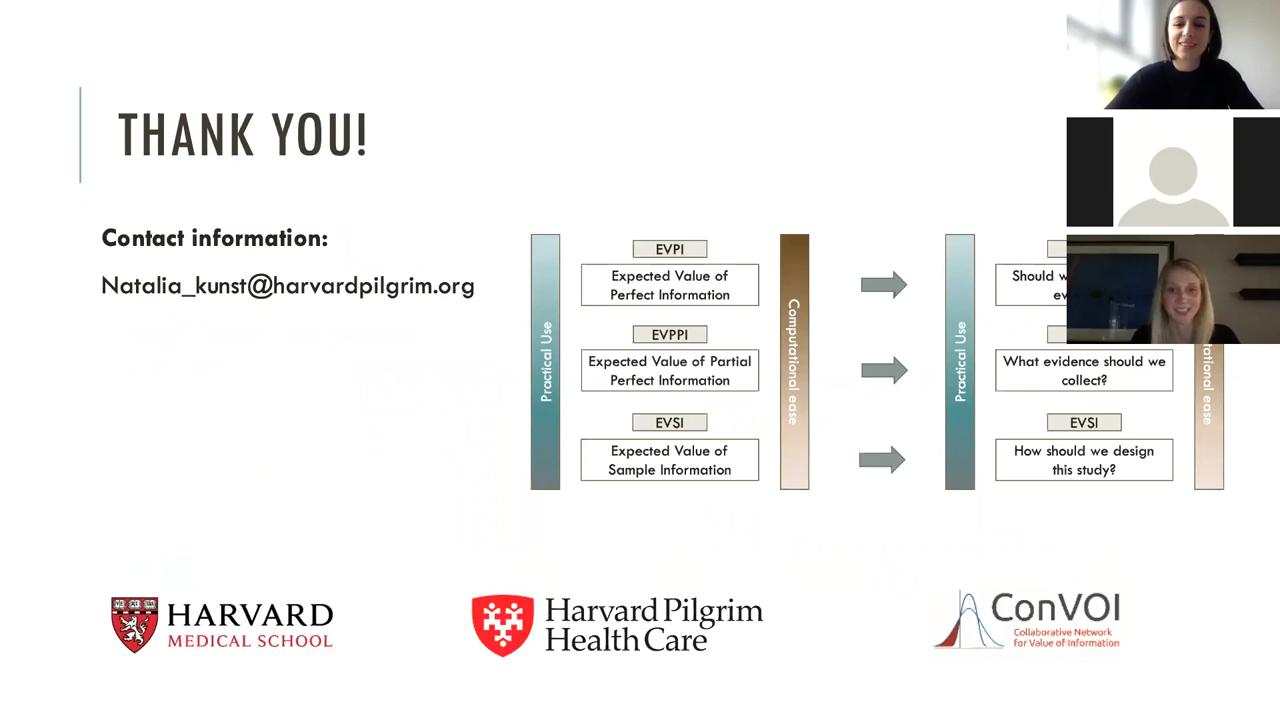 THANK YOU!
Contact information:
Natalia_kunst@harvardpilgrim.org
Practical Use
EVPI
Expected Value of
Perfect Information
EVPPI
Expected Value of Partial
Perfect Information
EVSI
Expected Value of
Sample Information
Computational ease
Practical Use
Should
What evidence should we
collect?
EVSI
How should we design
this study?
ease
HARVARD
MEDICAL SCHOOL
Harvard Pilgrim
Health Care
ConVOI
Collaborative Network
for Value of Information